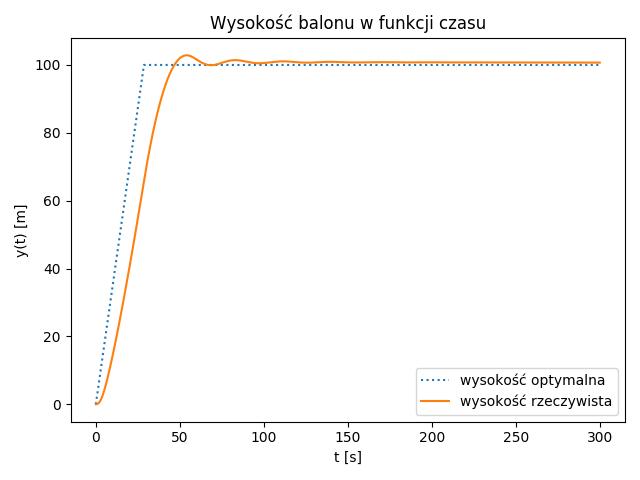 Wysokość balonu w funkcji czasu
y(t) [m]
100
80
60
40
20
0
0 50 100 150 200 250 300
t [s]
wysokość optymalna
wysokość rzeczywista